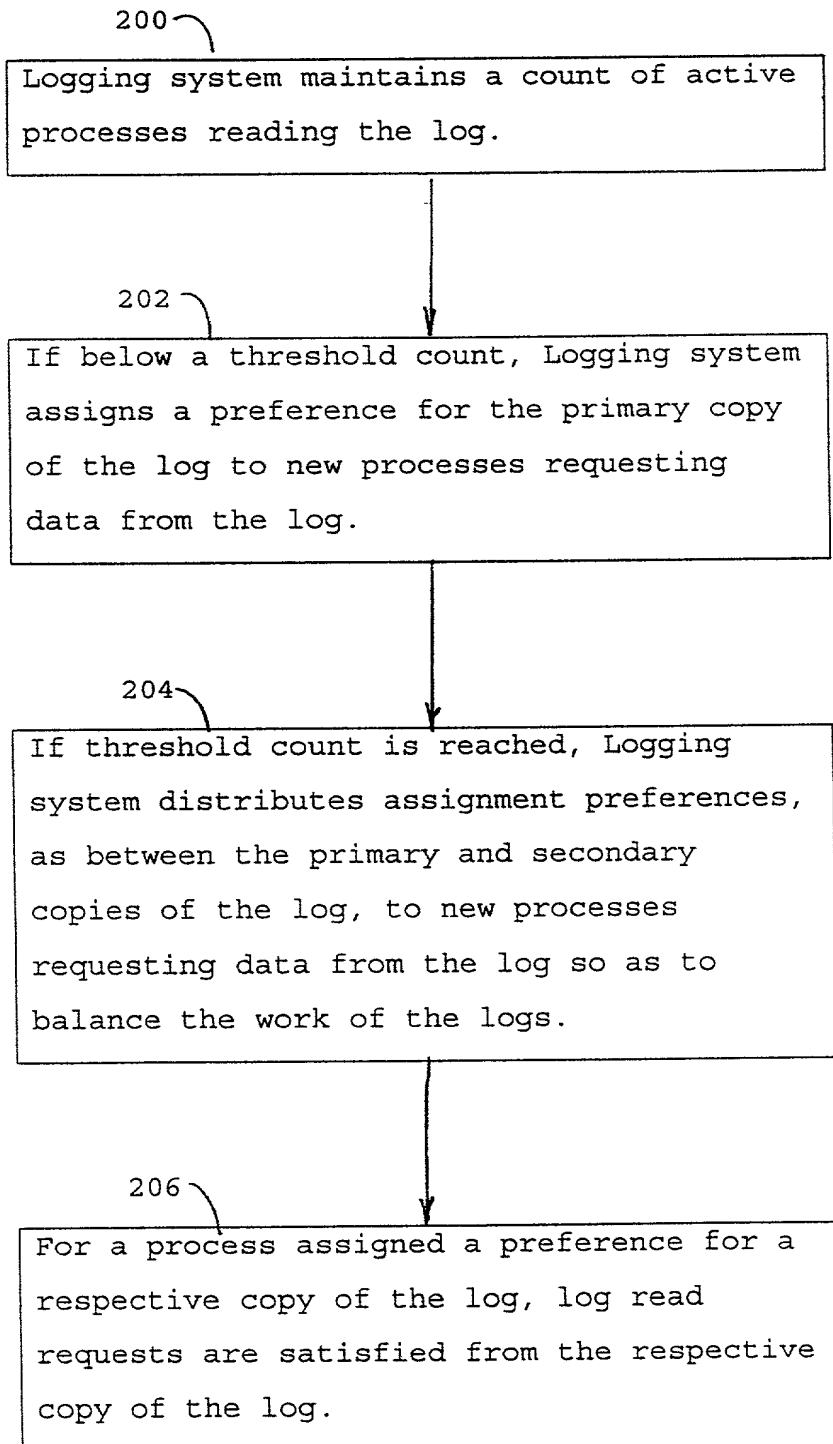 200
Logging system maintains a count of active
processes reading the log.
202
If below a threshold count, Logging system
assigns a preference for the primary copy
of the log to new processes requesting
data from the log.
204
If threshold count is reached, Logging
system distributes assignment preferences,
as between the primary and secondary
copies of the log, to new processes
requesting data from the log so as to
balance the work of the logs.
206
For a process assigned a preference for a
respective copy of the log, log read
requests are satisfied from the respective
copy of the log.